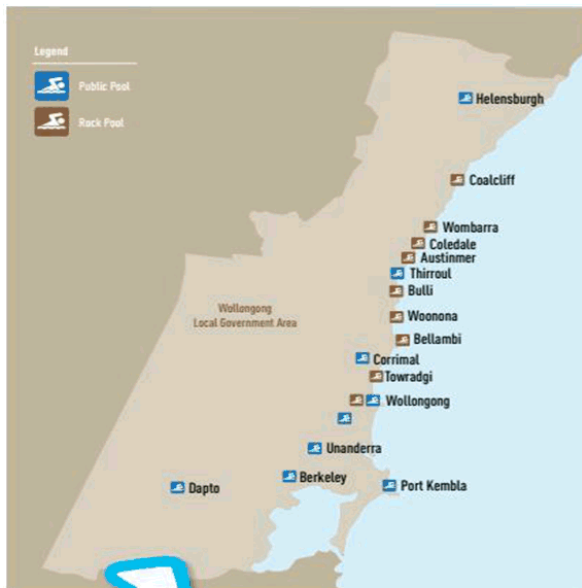 Legend
Public Pool
Rock Pool
Helensburgh
Coalcliff
Wombarra
Coledale
Austinmer
Thirroul
Bulli
Wollongong
Local Government Area
Woonona
Bellambi
Corrimal
Towradgi
Wollongong
Unanderra
Berkeley
Dapto
Port Kembla